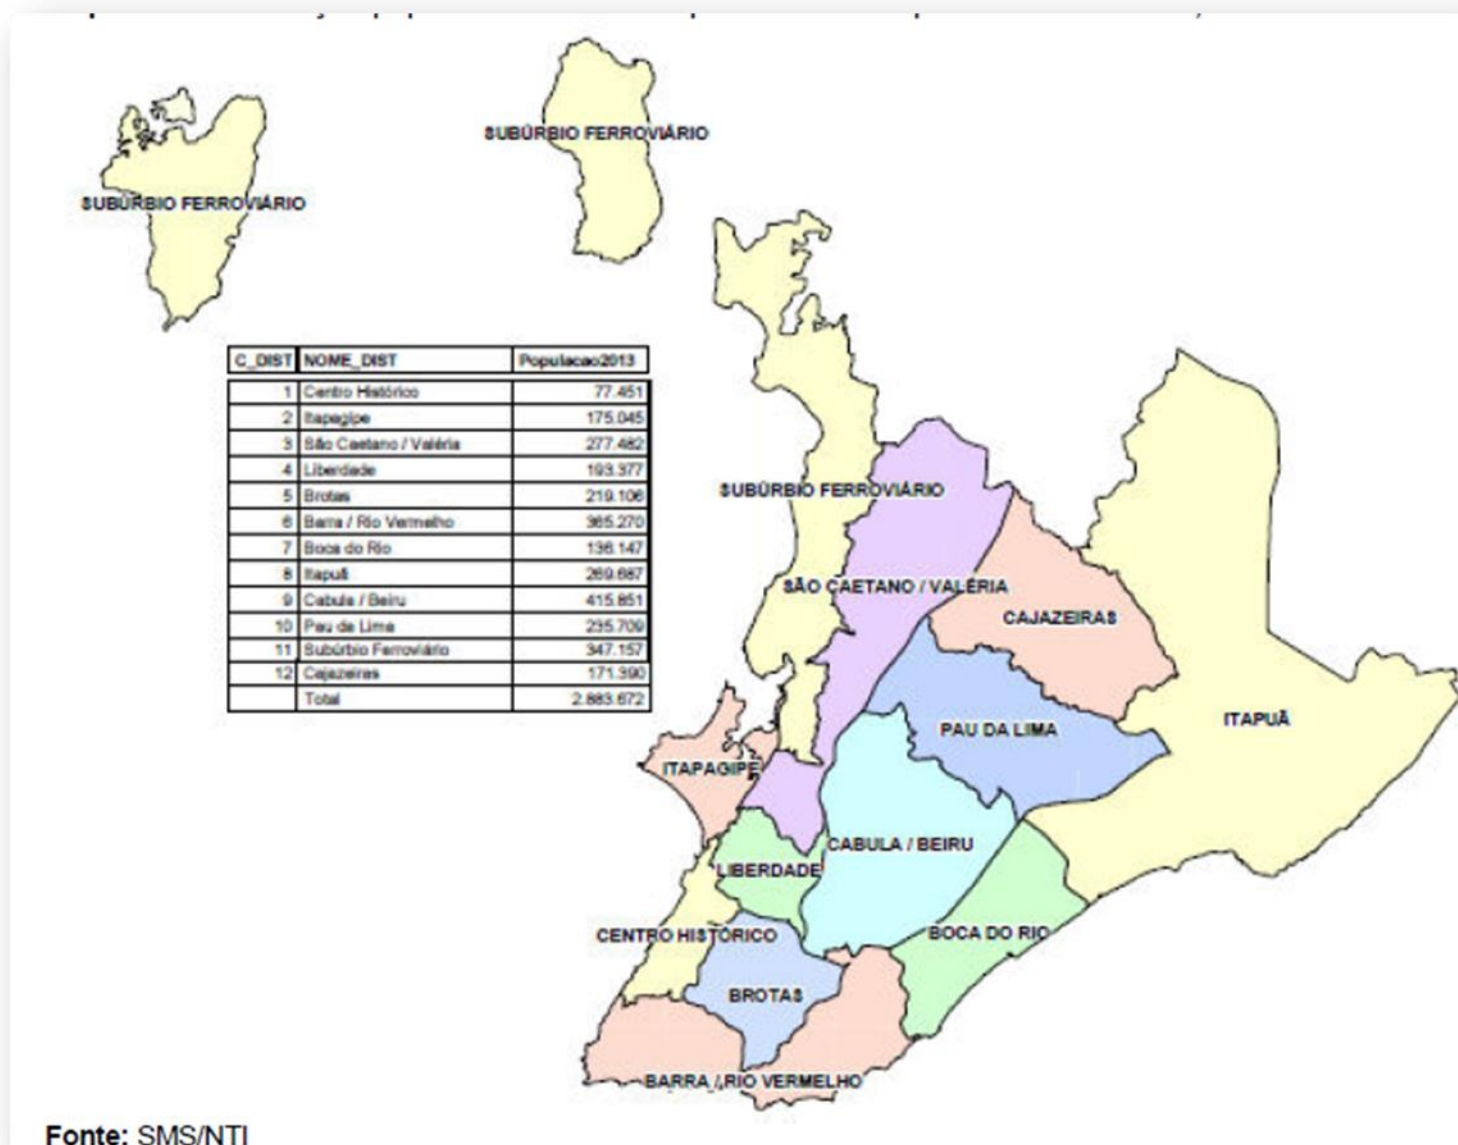 SUBÚRBIO FERROVIÁRIO
SUBÚRBIO FERROVIÁRIO
C_DIST NOME_DIST Populacao2013
1 Centro Histórico 77.451
2 Itapagipe 175.045
3 São Caetano / Valéria 277.482
4 Liberdade 193.377
5 Brotas 219.106
6 Barra / Rio Vermelho 365.270
7 Boca do Rio 136.147
8 Itapuã 269.687
9 Cabula / Beiru 415.851
10 Pau da Lima 235.709
11 Subúrbio Ferroviário 347.157
12 Cajazeiras 171.390
Total 2.883.672
SUBÚRBIO FERROVIÁRIO
SÃO CAETANO / VALÉRIA
CAJAZEIRAS
ITAPUÃ
PAU DA LIMA
ITAPAGIPE
CABULA / BEIRU
LIBERDADE
CENTRO HISTÓRICO
BOCA DO RIO
BROTAS
BARRA / RIO VERMELHO
Fonte: SMS/NTI